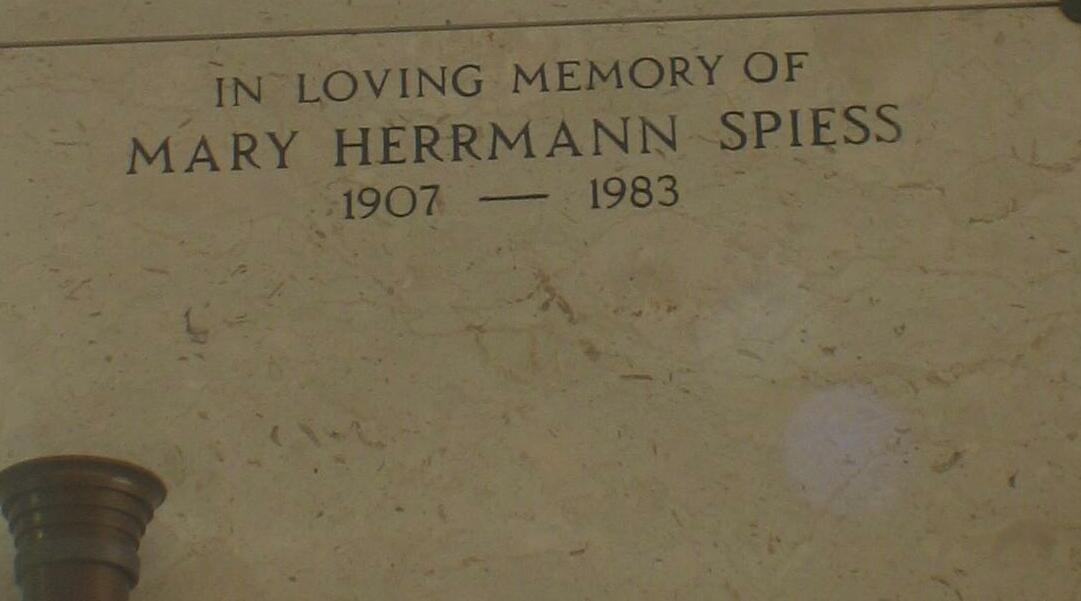 IN LOVING MEMORY OF
MARY HERRMANN SPIESS
1907 — 1983